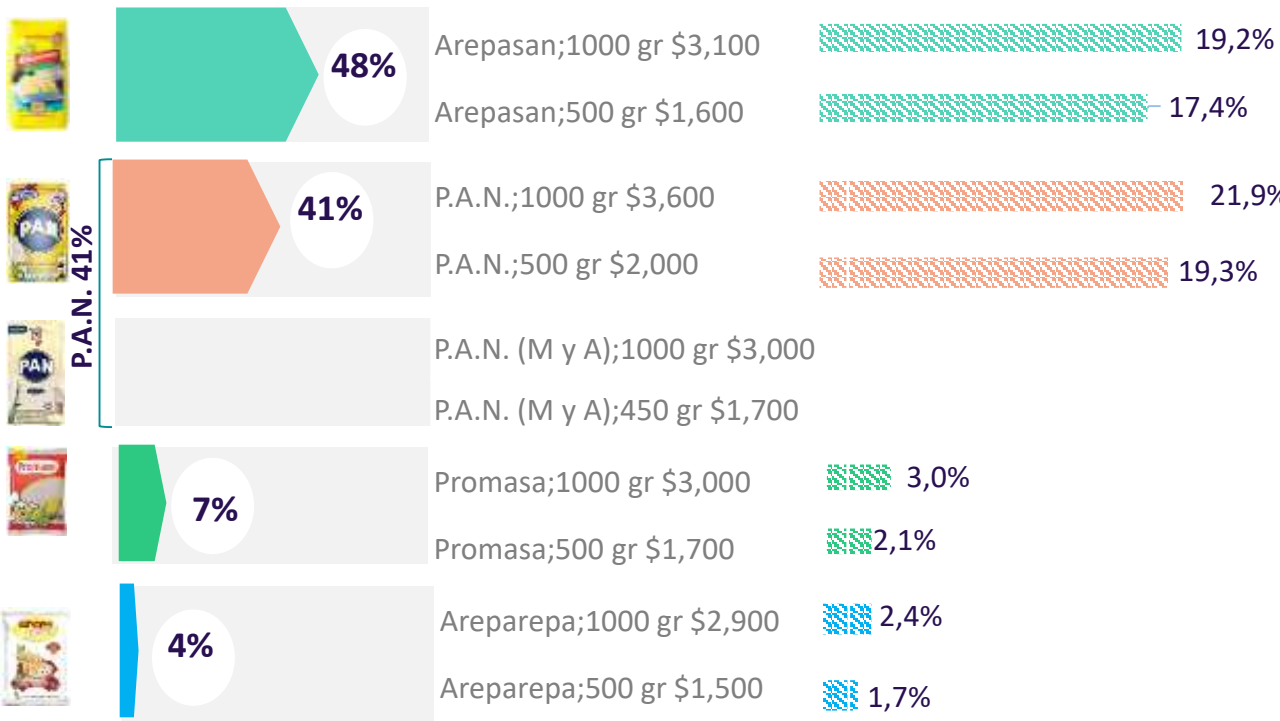 48%
Arepasan;1000 gr $3,100
19,2%
Arepasan;500 gr $1,600
17,4%
P.A.N. 41%
PAN
41%
P.A.N.;1000 gr $3,600
21,9%
P.A.N.;500 gr $2,000
19,3%
PAN
P.A.N. (M y A);1000 gr $3,000
P.A.N. (M y A);450 gr $1,700
7%
Promasa;1000 gr $3,000
3,0%
Promasa;500 gr $1,700
2,1%
4%
Areparepa;1000 gr $2,900
2,4%
Areparepa;500 gr $1,500
1,7%